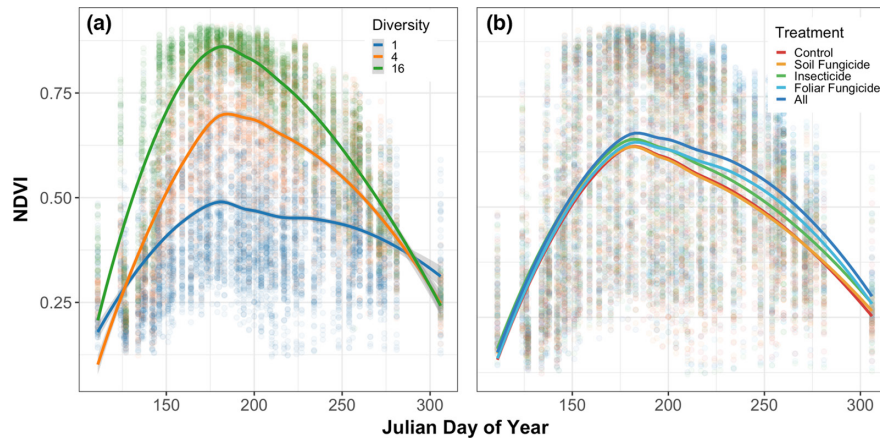 (a)
Diversity
1
4
16
(b)
Treatment
Control
Soil Fungicide
Insecticide
Foliar Fungicide
All
NDVI
0.75
0.50
0.25
150 200 250 300
150 200 250 300
Julian Day of Year